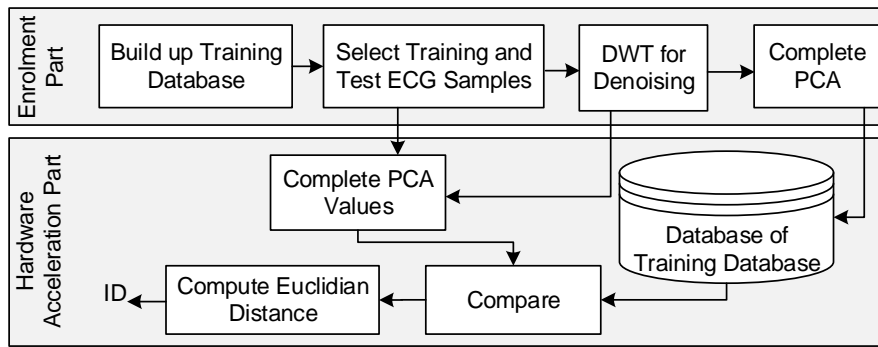 Enrolment
Part
Build up Training
Database
Select Training and
Test ECG Samples
DWT for
Denoising
Complete
PCA
Hardware
Acceleration Part
Complete PCA
Values
Database of
Training Database
ID
Compute Euclidian
Distance
Compare